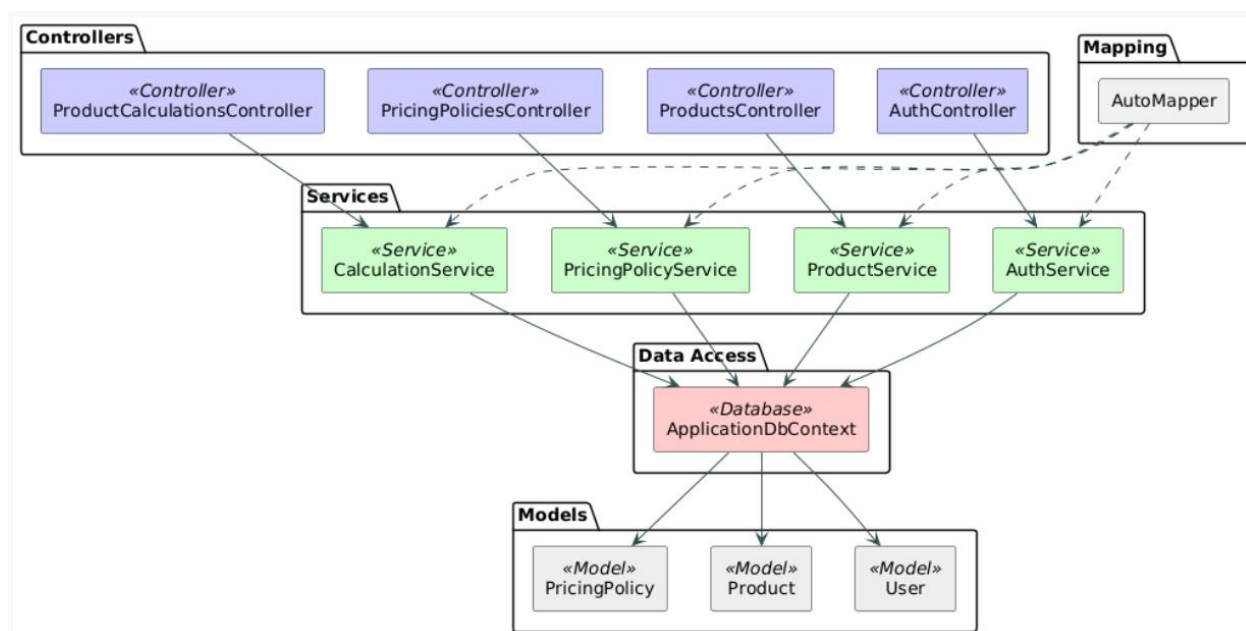 Controllers
Mapping
«Controller»
ProductCalculationsController
«Controller»
PricingPoliciesController
«Controller»
ProductsController
«Controller»
AuthController
AutoMapper
Services
«Service»
CalculationService
«Service»
PricingPolicyService
«Service»
ProductService
«Service»
AuthService
Data Access
«Database»
ApplicationDbContext
Models
«Model»
PricingPolicy
«Model»
Product
«Model»
User